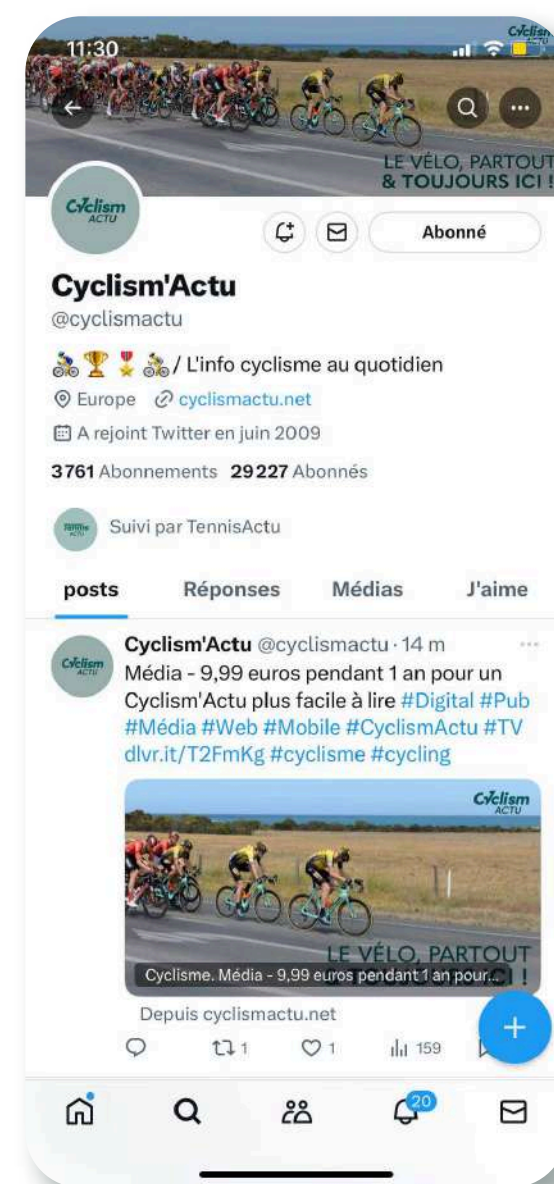 Cyclism
11:30
LE VÉLO, PARTOUT
& TOUJOURS ICI !
Cyclism
ACTU
Abonné
Cyclism'Actu
@cyclismactu
/ L'info cyclisme au quotidien
Europe cyclismactu.net
A rejoint Twitter en juin 2009
3761 Abonnements 29227 Abonnés
TENNIS
ACTU
Suivi par TennisActu
posts Réponses Médias J'aime
Cyclism
ACTU
Cyclism'Actu @cyclismactu · 14 m
Média - 9,99 euros pendant 1 an pour un
Cyclism'Actu plus facile à lire #Digital #Pub
#Média #Web #Mobile #CyclismActu #TV
dlvr.it/T2FmKg #cyclisme #cycling
Cyclism
ACTU
LE VÉLO, PARTOUT
Cyclisme. Média - 9,99 euros pendant 1 an pour...
Depuis cyclismactu.net
1 1 159
20